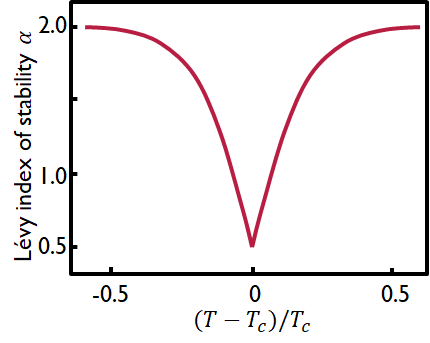 Lévy index of stability α
2.0
1.0
0.5
-0.5 0 0.5
(T − T_c)/T_c